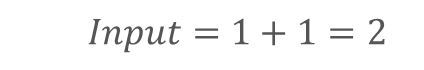 Input = 1 + 1 = 2